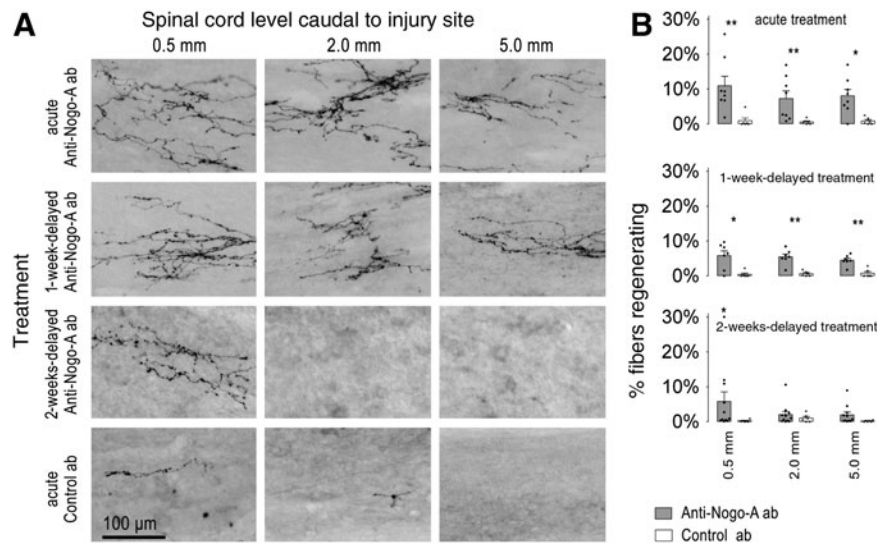 A
Spinal cord level caudal to injury site
0.5 mm
2.0 mm
5.0 mm
Treatment
acute
Anti-Nogo-A ab
1-week-delayed
Anti-Nogo-A ab
2-weeks-delayed
Anti-Nogo-A ab
acute
Control ab
100 µm
B
% fibers regenerating
acute treatment
30%
20%
10%
0%
**
**
*
1-week-delayed treatment
30%
20%
10%
0%
*
**
**
2-weeks-delayed treatment
30%
20%
10%
0%
*
0.5 mm
2.0 mm
5.0 mm
Anti-Nogo-A ab
Control ab